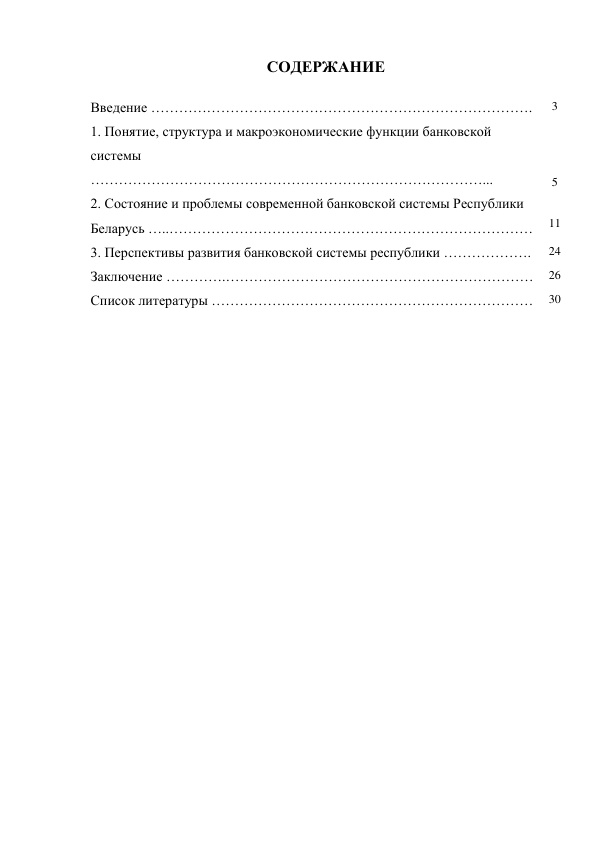 СОДЕРЖАНИЕ
Введение ………………………………………………………………………. 3
1. Понятие, структура и макроэкономические функции банковской
системы
…………………………………………………………………………... 5
2. Состояние и проблемы современной банковской системы Республики
Беларусь …..…………………………………………………………………… 11
3. Перспективы развития банковской системы республики ………………. 24
Заключение ………….………………………………………………………… 26
Список литературы …………………………………………………………… 30